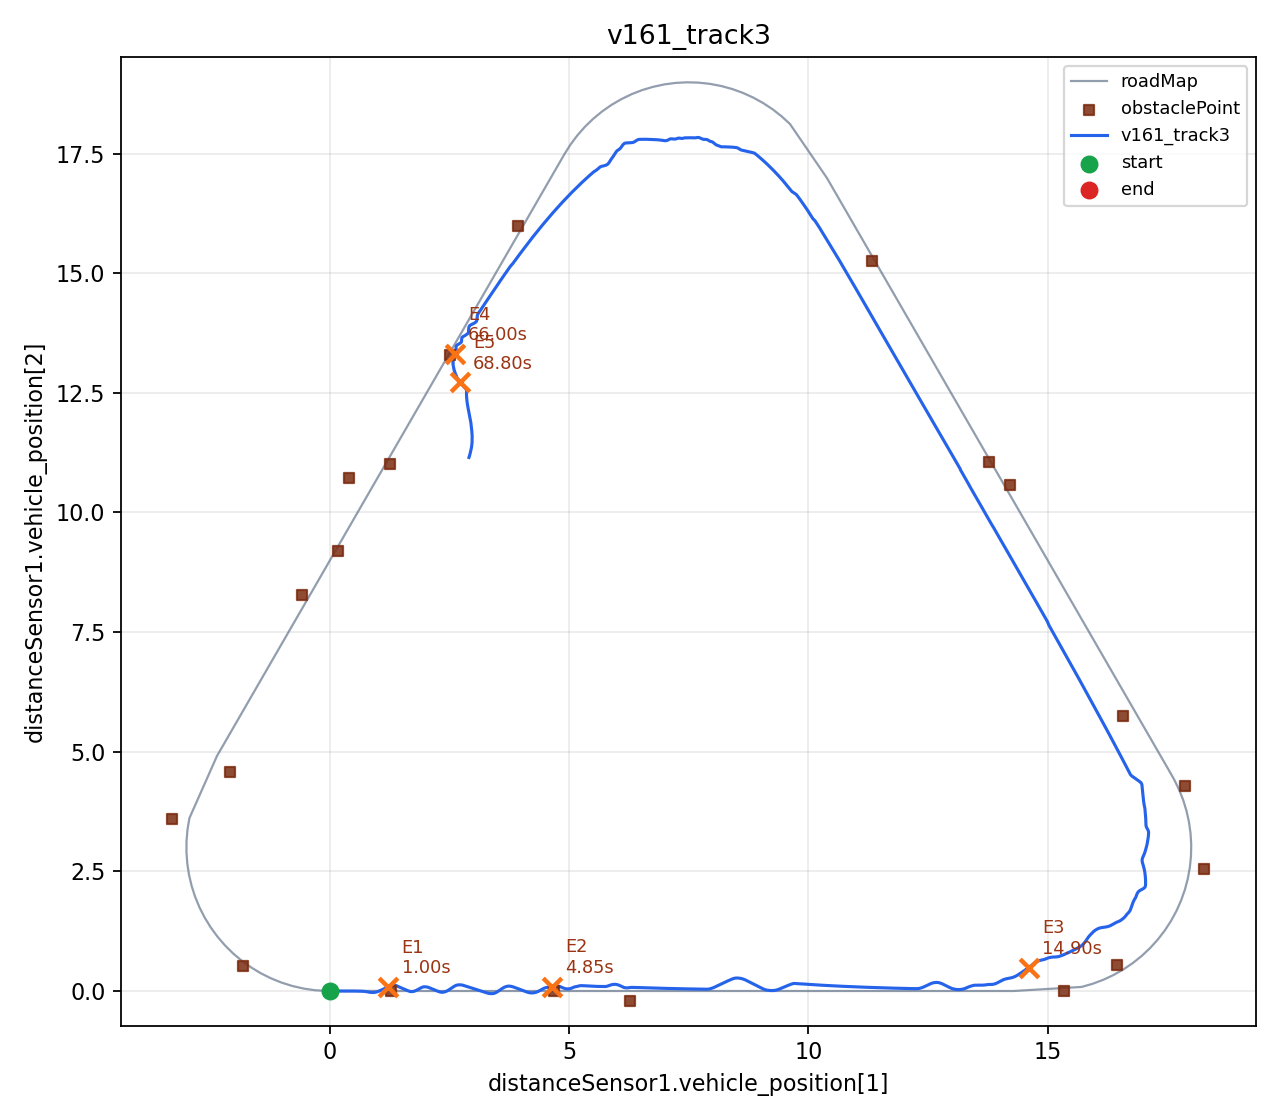 v161_track3
roadMap
obstaclePoint
v161_track3
start
end
distanceSensor1.vehicle_position[2]
17.5
15.0
12.5
10.0
7.5
5.0
2.5
0.0
E4
66.00s
E5
68.80s
E1
1.00s
E2
4.85s
E3
14.90s
0
5
10
15
distanceSensor1.vehicle_position[1]